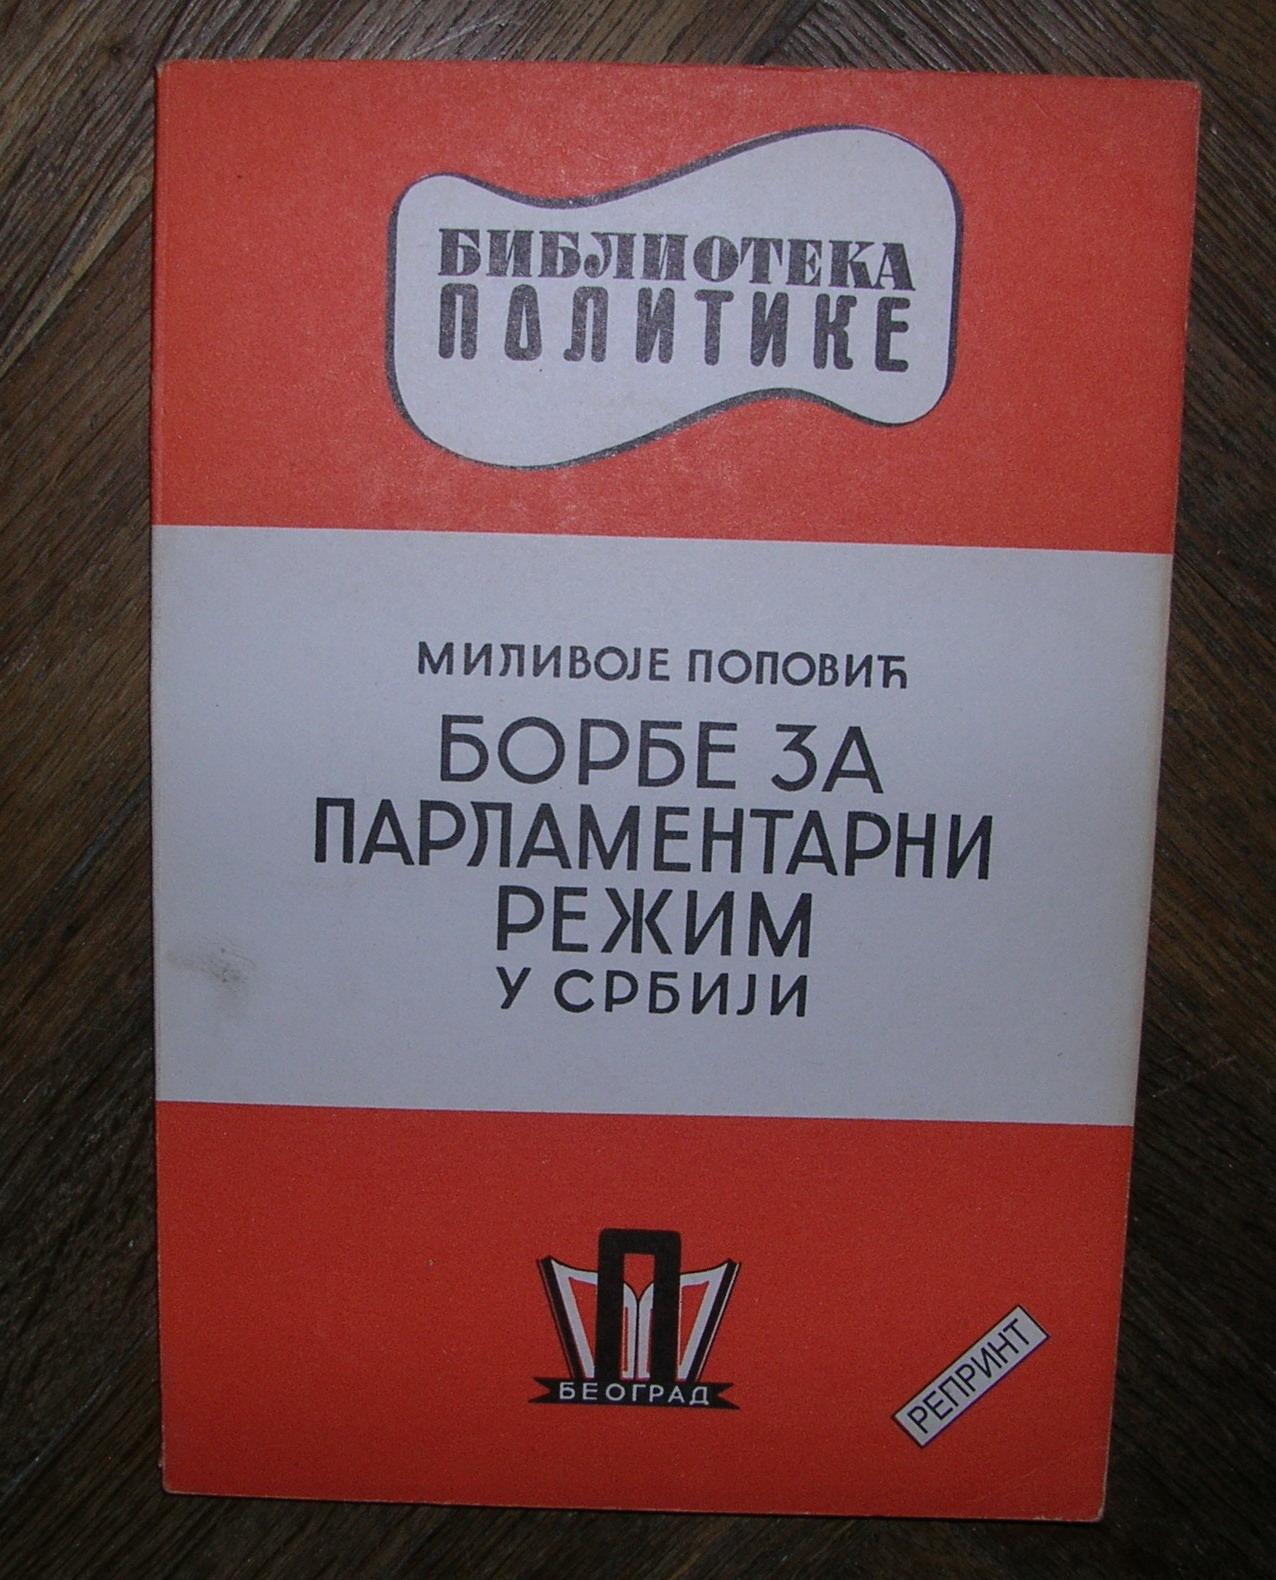 БИБЛИОТЕКА
ПОЛИТИКЕ
МИЛИВОЈЕ ПОПОВИЋ
БОРБЕ ЗА
ПАРЛАМЕНТАРНИ
РЕЖИМ
У СРБИЈИ
П
БЕОГРАД
РЕПРИНТ